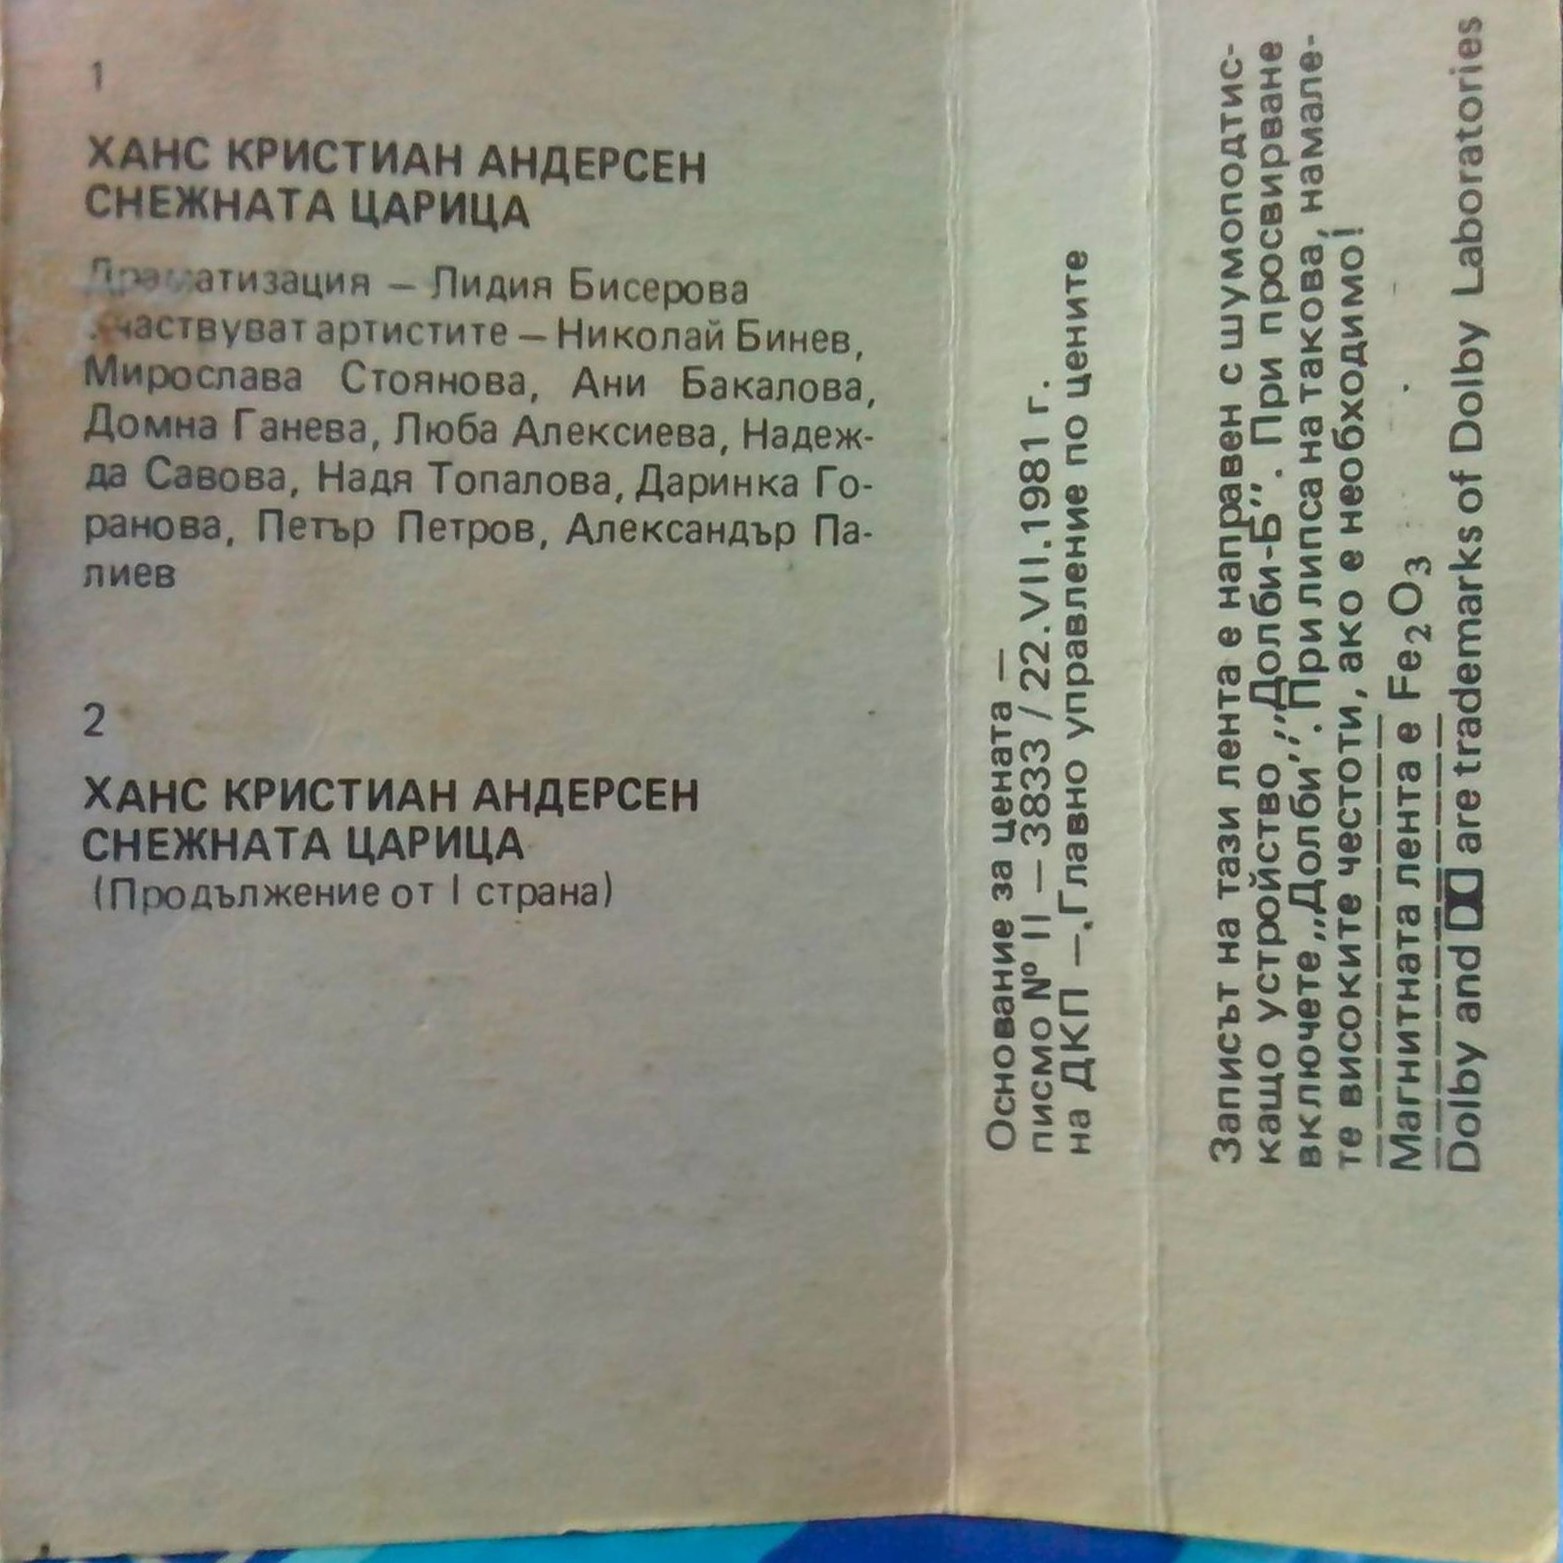 1
ХАНС КРИСТИАН АНДЕРСЕН
СНЕЖНАТА ЦАРИЦА
Драматизация — Лидия Бисерова
участвуват артистите — Николай Бинев,
Мирослава Стоянова, Ани Бакалова,
Домна Ганева, Люба Алексиева, Надеж-
да Савова, Надя Топалова, Даринка Го-
ранова, Петър Петров, Александър Па-
лиев
2
ХАНС КРИСТИАН АНДЕРСЕН
СНЕЖНАТА ЦАРИЦА
(Продължение от I страна)
Основание за цената —
писмо № II — 3833 / 22.VII.1981 г.
на ДКП — Главно управление по цените
Записът на тази лента е направен с шумоподтис-
кащо устройство ,,Долби-Б''. При просвирване
включете ,,Долби''. При липса на такова, намале-
те високите честоти, ако е необходимо!
Магнитната лента е Fe2O3
Dolby and are trademarks of Dolby Laboratories